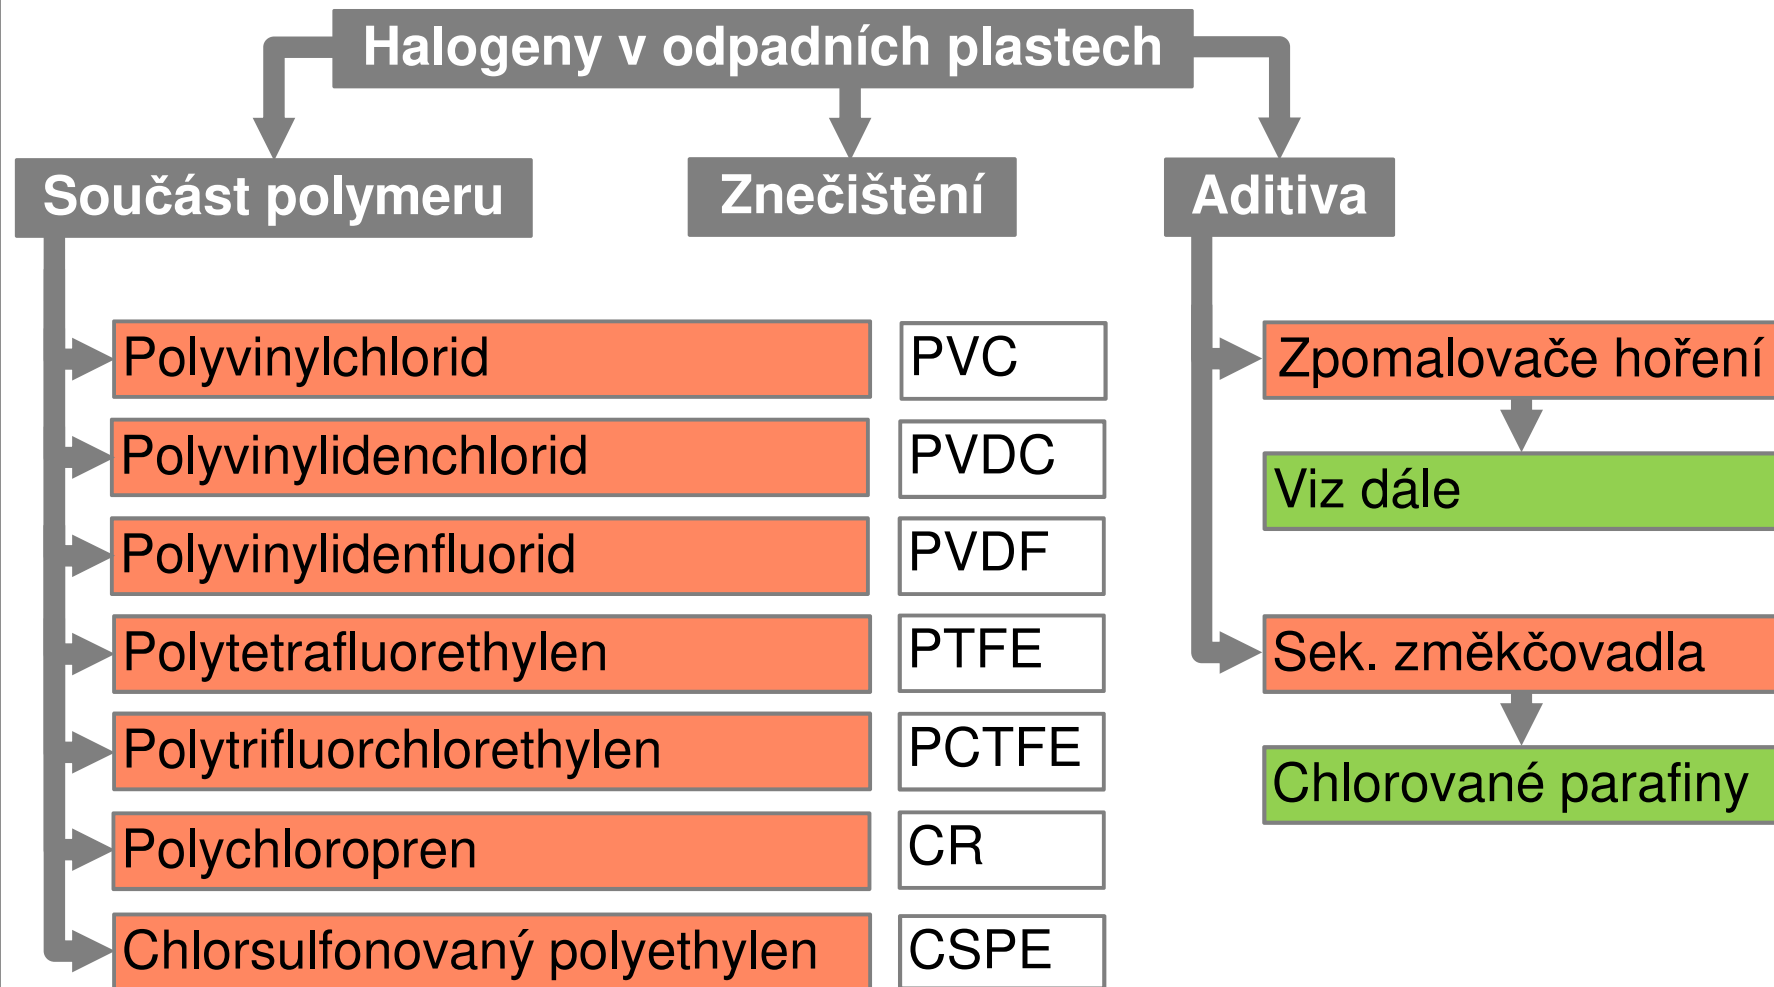 Halogeny v odpadních plastech
Součást polymeru
Znečištění
Aditiva
Polyvinylchlorid
PVC
Polyvinylidenchlorid
PVDC
Polyvinylidenfluorid
PVDF
Polytetrafluorethylen
PTFE
Polytrifluorchlorethylen
PCTFE
Polychloropren
CR
Chlorsulfonovaný polyethylen
CSPE
Zpomalovače hoření
Viz dále
Sek. změkčovadla
Chlorované parafiny